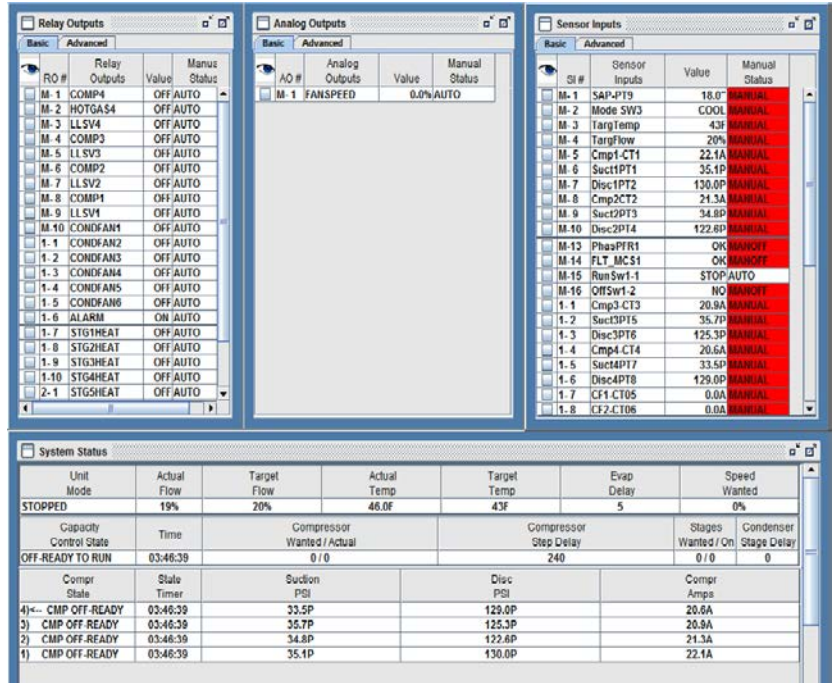 Relay Outputs
Basic Advanced
RO # Relay Outputs Value Manua Status
M- 1 COMP4 OFF AUTO
M- 2 HOTGAS4 OFF AUTO
M- 3 LLSV4 OFF AUTO
M- 4 COMP3 OFF AUTO
M- 5 LLSV3 OFF AUTO
M- 6 COMP2 OFF AUTO
M- 7 LLSV2 OFF AUTO
M- 8 COMP1 OFF AUTO
M- 9 LLSV1 OFF AUTO
M-10 CONDFAN1 OFF AUTO
1- 1 CONDFAN2 OFF AUTO
1- 2 CONDFAN3 OFF AUTO
1- 3 CONDFAN4 OFF AUTO
1- 4 CONDFAN5 OFF AUTO
1- 5 CONDFAN6 OFF AUTO
1- 6 ALARM ON AUTO
1- 7 STG1HEAT OFF AUTO
1- 8 STG2HEAT OFF AUTO
1- 9 STG3HEAT OFF AUTO
1-10 STG4HEAT OFF AUTO
2- 1 STG5HEAT OFF AUTO
Analog Outputs
Basic Advanced
AO # Analog Outputs Value Manual Status
M- 1 FANSPEED 0.0% AUTO
Sensor Inputs
Basic Advanced
SI # Sensor Inputs Value Manual Status
M- 1 SAP-PT9 18.0" MANUAL
M- 2 Mode SW3 COOL MANUAL
M- 3 TargTemp 43F MANUAL
M- 4 TargFlow 20% MANUAL
M- 5 Cmp1-CT1 22.1A MANUAL
M- 6 Suct1PT1 35.1P MANUAL
M- 7 Disc1PT2 130.0P MANUAL
M- 8 Cmp2CT2 21.3A MANUAL
M- 9 Suct2PT3 34.8P MANUAL
M-10 Disc2PT4 122.6P MANUAL
M-13 PhasPFR1 OK MANOFF
M-14 FLT_MCS1 OK MANOFF
M-15 RunSw1-1 STOP AUTO
M-16 OffSw1-2 NO MANOFF
1- 1 Cmp3-CT3 20.9A MANUAL
1- 2 Suct3PT5 35.7P MANUAL
1- 3 Disc3PT6 125.3P MANUAL
1- 4 Cmp4-CT4 20.6A MANUAL
1- 5 Suct4PT7 33.5P MANUAL
1- 6 Disc4PT8 129.0P MANUAL
1- 7 CF1-CT05 0.0A MANUAL
1- 8 CF2-CT06 0.0A MANUAL
System Status
Unit Mode Actual Flow Target Flow Actual Temp Target Temp Evap Delay Speed Wanted
STOPPED 19% 20% 46.0F 43F 5 0%
Capacity Control State Time Compressor Wanted / Actual Compressor Step Delay Stages Wanted / On Condenser Stage Delay
OFF-READY TO RUN 03:46:39 0 / 0 240 0 / 0 0
Compr State State Timer Suction PSI Disc PSI Compr Amps
4)<-- CMP OFF-READY 03:46:39 33.5P 129.0P 20.6A
3) CMP OFF-READY 03:46:39 35.7P 125.3P 20.9A
2) CMP OFF-READY 03:46:39 34.8P 122.6P 21.3A
1) CMP OFF-READY 03:46:39 35.1P 130.0P 22.1A